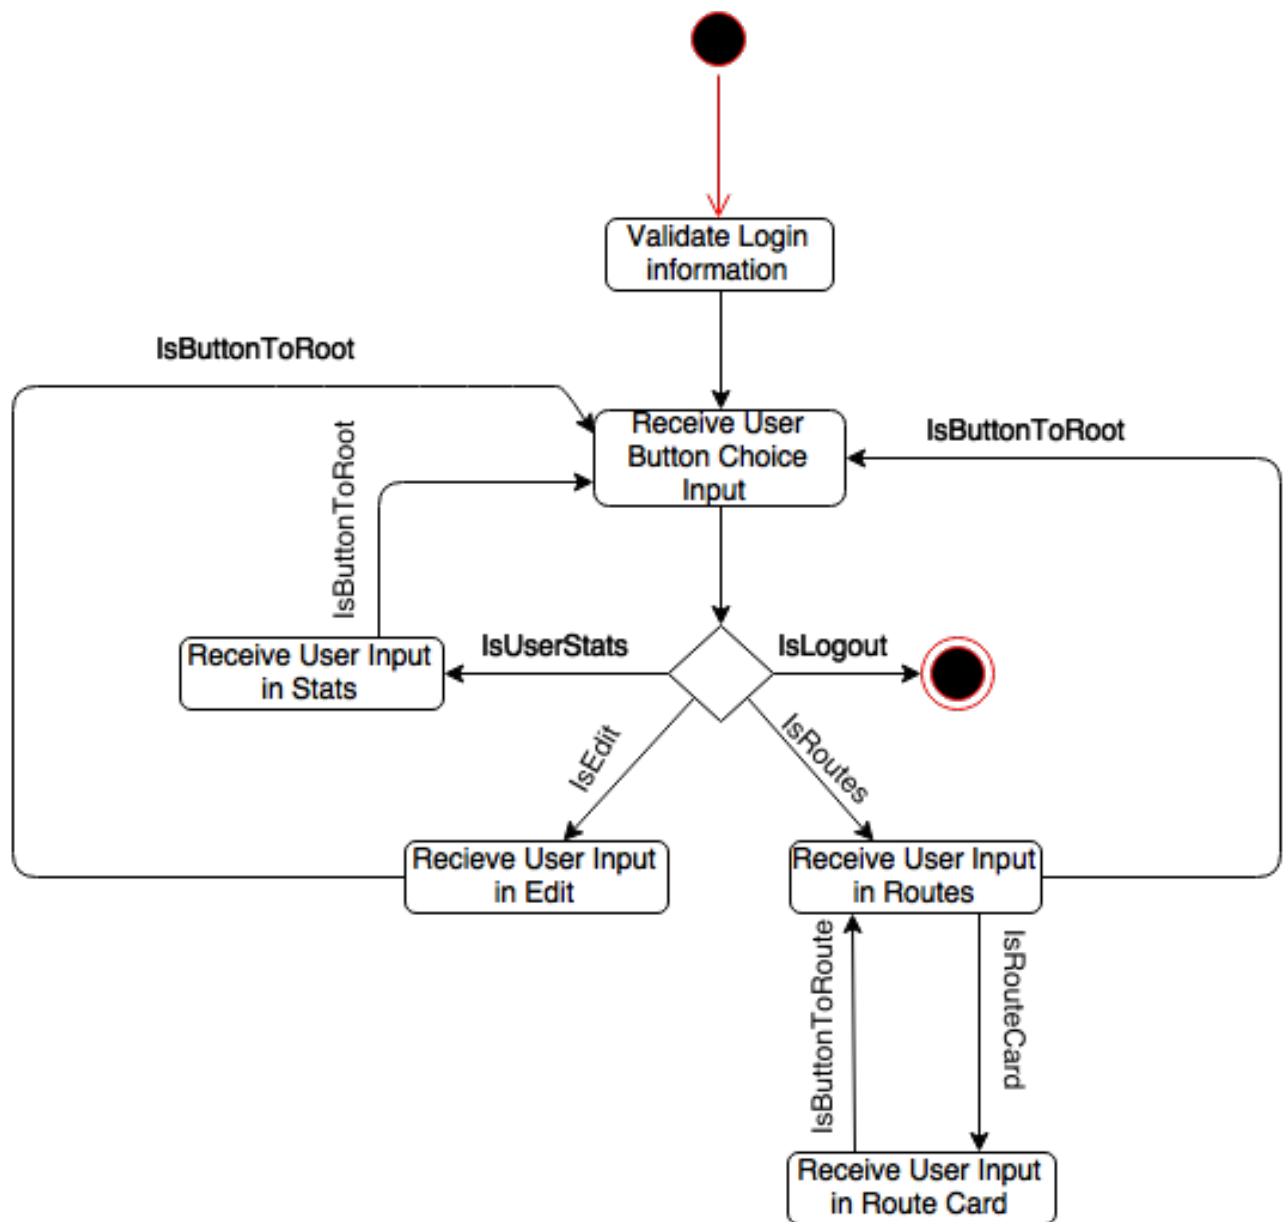 Validate Login
information
IsButtonToRoot
IsButtonToRoot
Receive User
Button Choice
Input
IsButtonToRoot
Receive User Input
in Stats
IsUserStats
IsLogout
IsEdit
IsRoutes
Recieve User Input
in Edit
Receive User Input
in Routes
IsButtonToRoute
IsRouteCard
Receive User Input
in Route Card